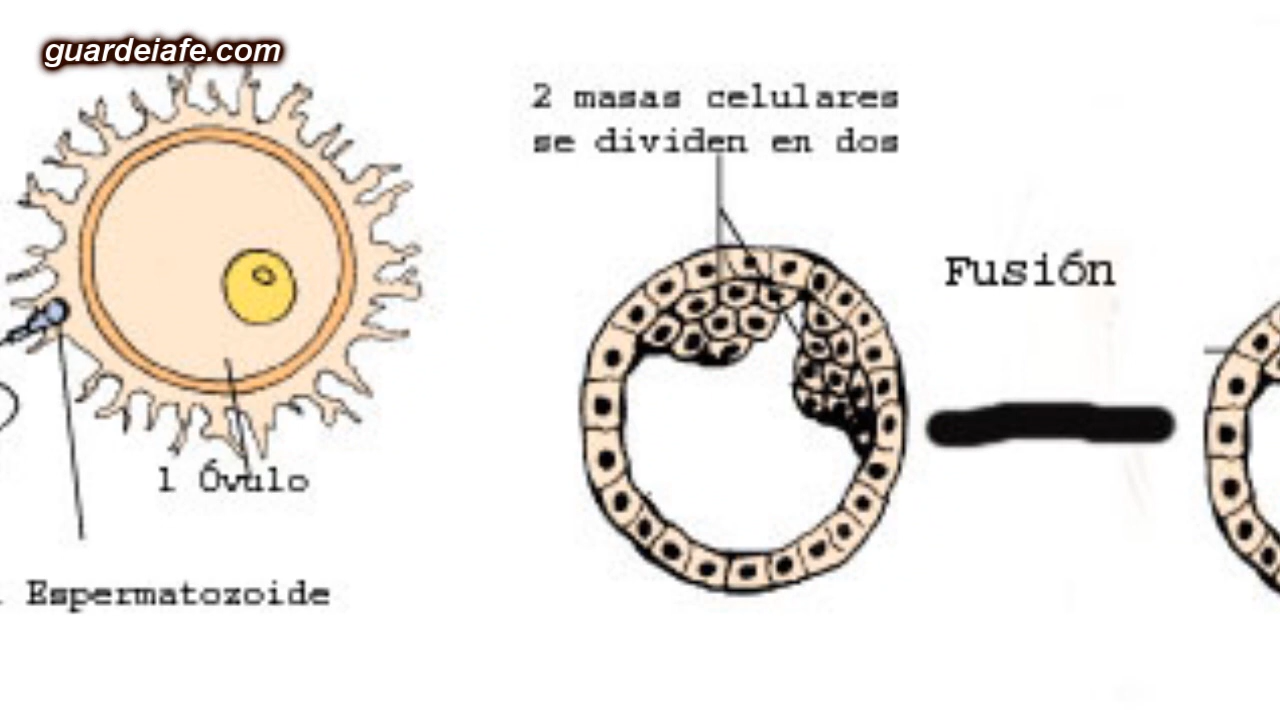 guardeiafe.com
2 masas celulares
se dividen en dos
Fusión
1 Óvulo
Espermatozoide